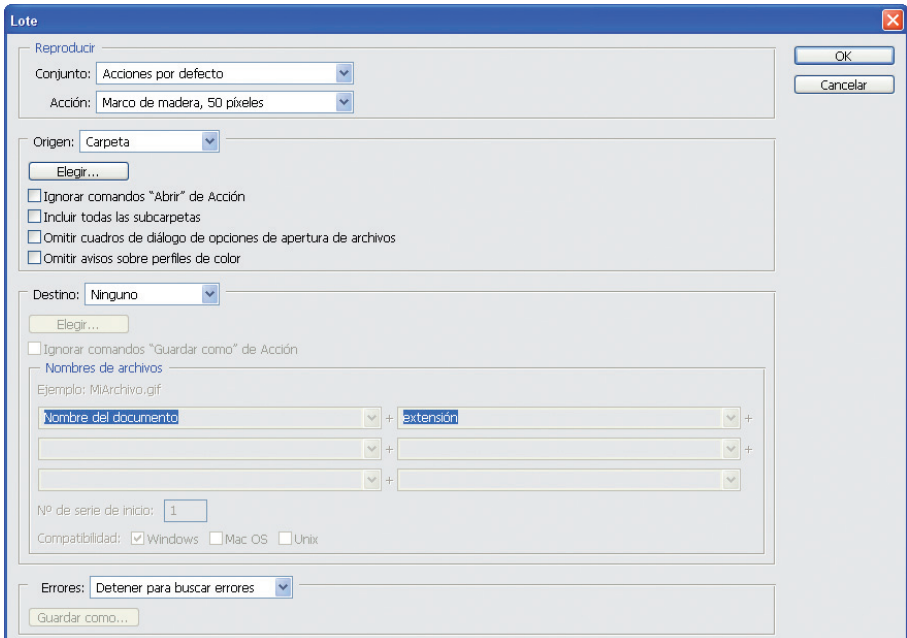 Lote
Reproducir
Conjunto: Acciones por defecto
Acción: Marco de madera, 50 píxeles
OK
Cancelar
Origen: Carpeta
Elegir...
Ignorar comandos "Abrir" de Acción
Incluir todas las subcarpetas
Omitir cuadros de diálogo de opciones de apertura de archivos
Omitir avisos sobre perfiles de color
Destino: Ninguno
Elegir...
Ignorar comandos "Guardar como" de Acción
Nombres de archivos
Ejemplo: MiArchivo.gif
Nombre del documento + extensión +
+ +
+
Nº de serie de inicio: 1
Compatibilidad: Windows Mac OS Unix
Errores: Detener para buscar errores
Guardar como...